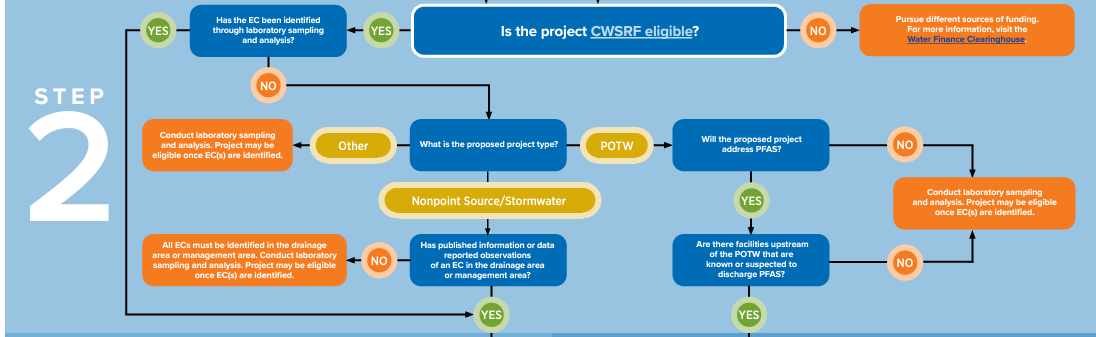 Has the EC been identified
through laboratory sampling
and analysis?
YES
YES
Is the project CWSRF eligible?
NO
Pursue different sources of funding.
For more information, visit the
Water Finance Clearinghouse.
NO
STEP
2
Conduct laboratory sampling
and analysis. Project may be
eligible once EC(s) are identified.
Other
What is the proposed project type?
POTW
Will the proposed project
address PFAS?
NO
Nonpoint Source/Stormwater
YES
Conduct laboratory sampling
and analysis. Project may be eligible
once EC(s) are identified.
All ECs must be identified in the drainage
area or management area. Conduct laboratory
sampling and analysis. Project may be eligible
once EC(s) are identified.
NO
Has published information or data
reported observations
of an EC in the drainage area
or management area?
Are there facilities upstream
of the POTW that are
known or suspected to
discharge PFAS?
NO
YES
YES